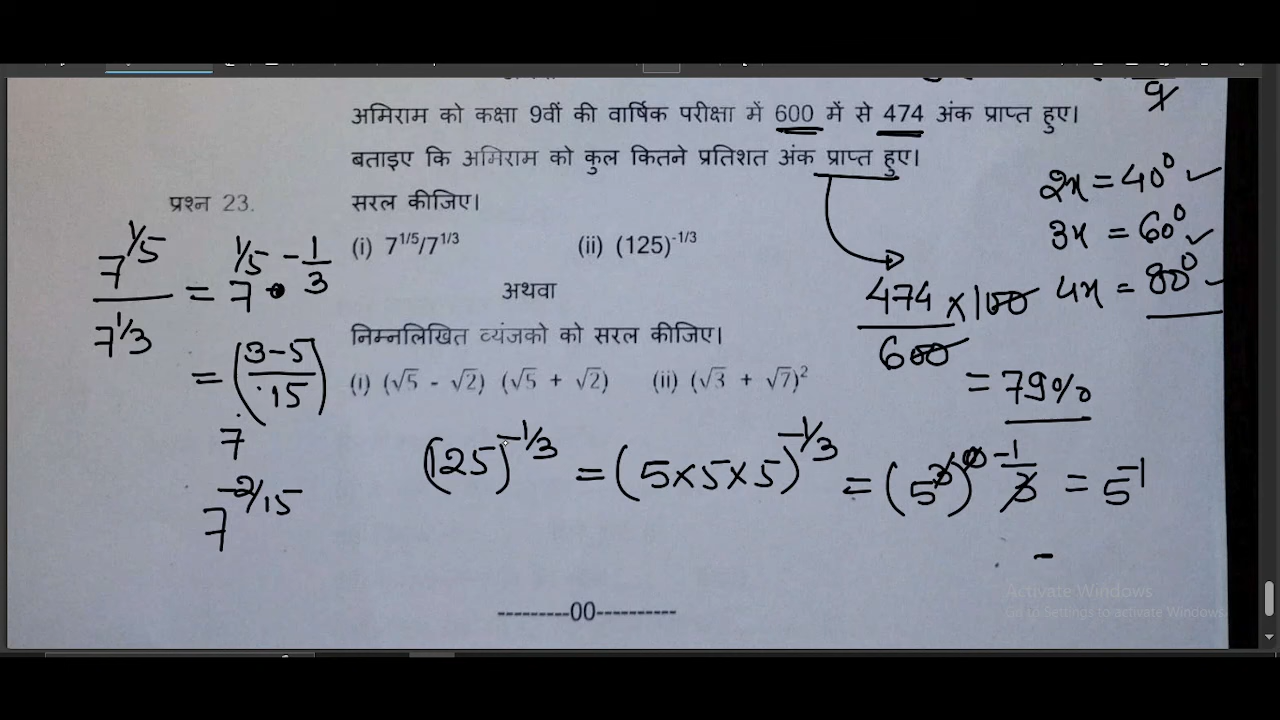 अमिराम को कक्षा 9वीं की वार्षिक परीक्षा में 600 में से 474 अंक प्राप्त हुए।
बताइए कि अमिराम को कुल कितने प्रतिशत अंक प्राप्त हुए।
प्रश्न 23. सरल कीजिए।
(i) 7^{1/5}/7^{1/3} (ii) (125)^{-1/3}
अथवा
निम्नलिखित व्यंजको को सरल कीजिए।
(i) (√5 - √2) (√5 + √2) (ii) (√3 + √7)²
---------00----------
7^{1/5} / 7^{1/3} = 7^{1/5 - 1/3}
= 7^{(3-5/15)}
7^{-2/15}
474 / 600 × 100
= 79%
2x = 40⁰ ✓
3x = 60⁰ ✓
4x = 80⁰ ✓
(125)^{-1/3} = (5×5×5)^{-1/3} = (5^3)^{-1/3} = 5^{-1}
Activate Windows
Go to Settings to activate Windows.